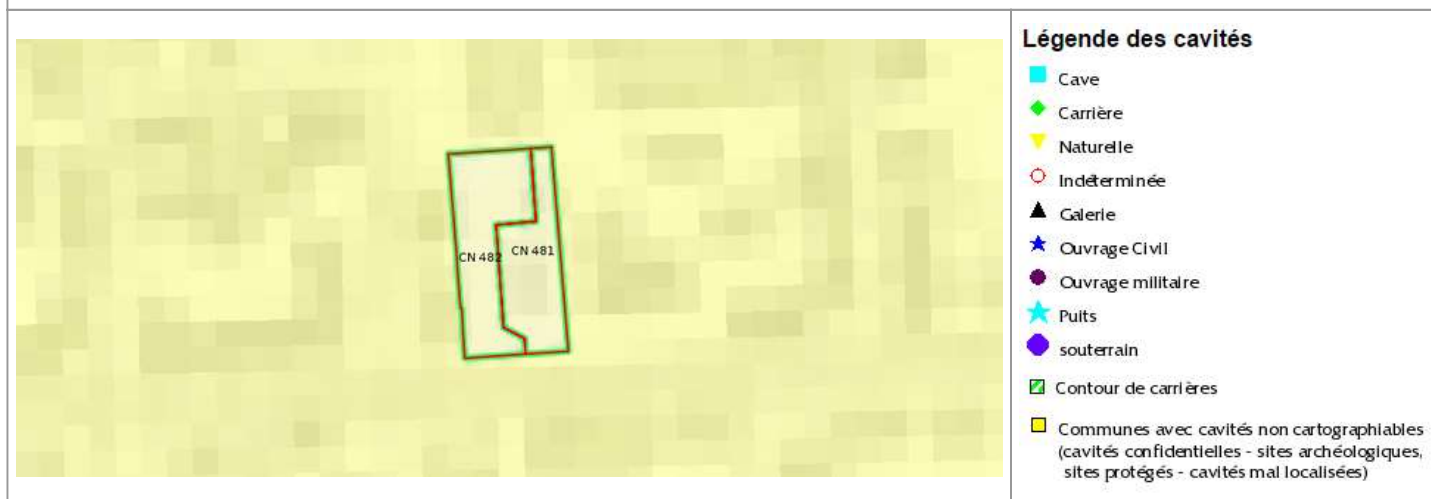 CN 482
CN 481
Légende des cavités
Cave
Carrière
Naturelle
Indéterminée
Galerie
Ouvrage Civil
Ouvrage militaire
Puits
souterrain
Contour de carrières
Communes avec cavités non cartographiables
(cavités confidentielles - sites archéologiques,
sites protégés - cavités mal localisées)